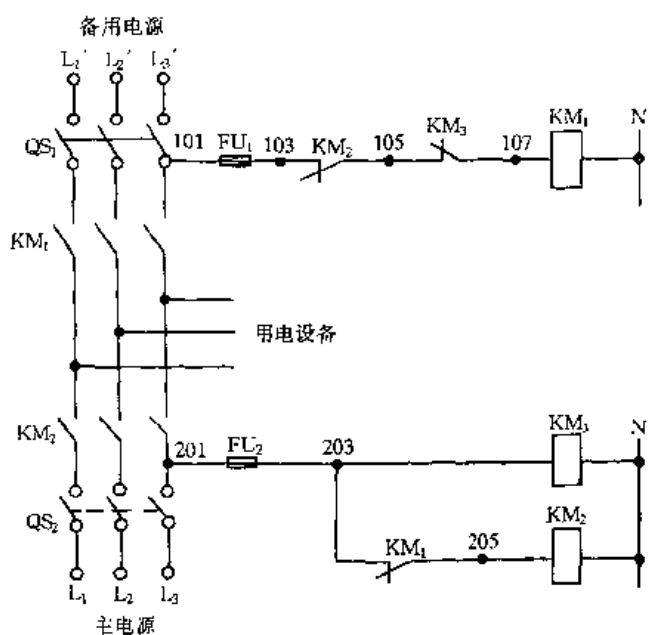 备用电源
L₁′ L₂′ L₃′
QS₁ 101 FU₁ 103 KM₂ 105 KM₃ 107 KM₁ N
KM₁
用电设备
KM₂ 201 FU₂ 203 KM₃ N
QS₂ KM₁ 205 KM₂
L₁ L₂ L₃
主电源